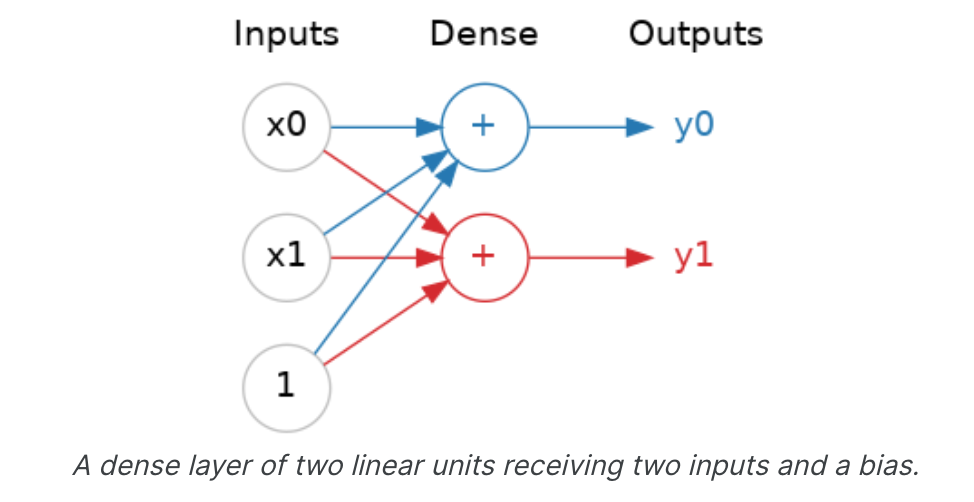 Inputs Dense Outputs
x0 + y0
x1 + y1
1
A dense layer of two linear units receiving two inputs and a bias.